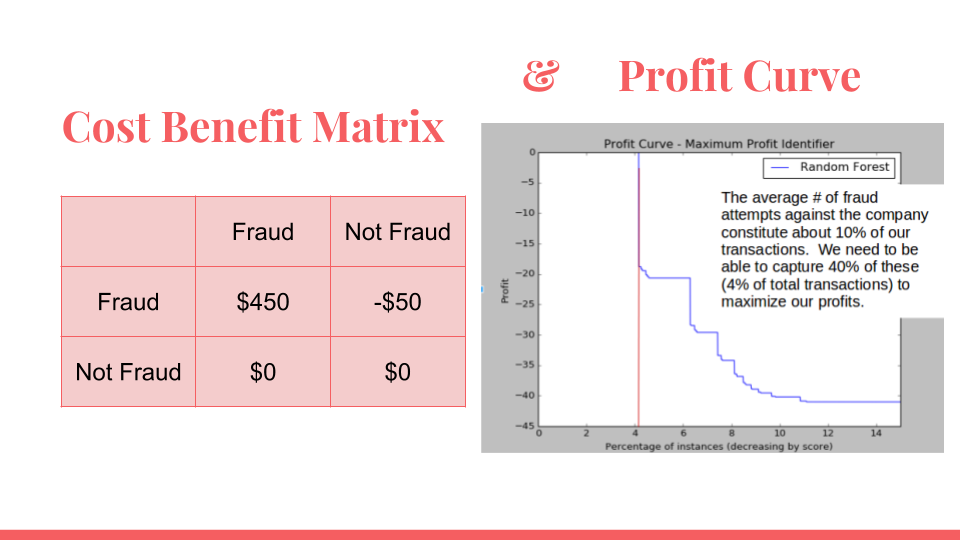 & Profit Curve
Cost Benefit Matrix
Fraud Not Fraud
Fraud $450 -$50
Not Fraud $0 $0
Profit Curve - Maximum Profit Identifier
Random Forest
The average # of fraud
attempts against the company
constitute about 10% of our
transactions. We need to be
able to capture 40% of these
(4% of total transactions) to
maximize our profits.
Profit
0
−5
−10
−15
−20
−25
−30
−35
−40
−45
0 2 4 6 8 10 12 14
Percentage of instances (decreasing by score)